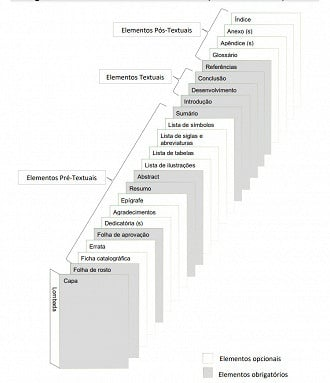 Elementos Pós-Textuais
Índice
Anexo (s)
Apêndice (s)
Glossário
Referências
Elementos Textuais
Conclusão
Desenvolvimento
Introdução
Sumário
Lista de símbolos
Lista de siglas e
abreviaturas
Lista de tabelas
Lista de ilustrações
Elementos Pré-Textuais
Abstract
Resumo
Epígrafe
Agradecimentos
Dedicatória (s)
Folha de aprovação
Errata
Ficha catalográfica
Folha de rosto
Capa
Lombada
Elementos opcionais
Elementos obrigatórios